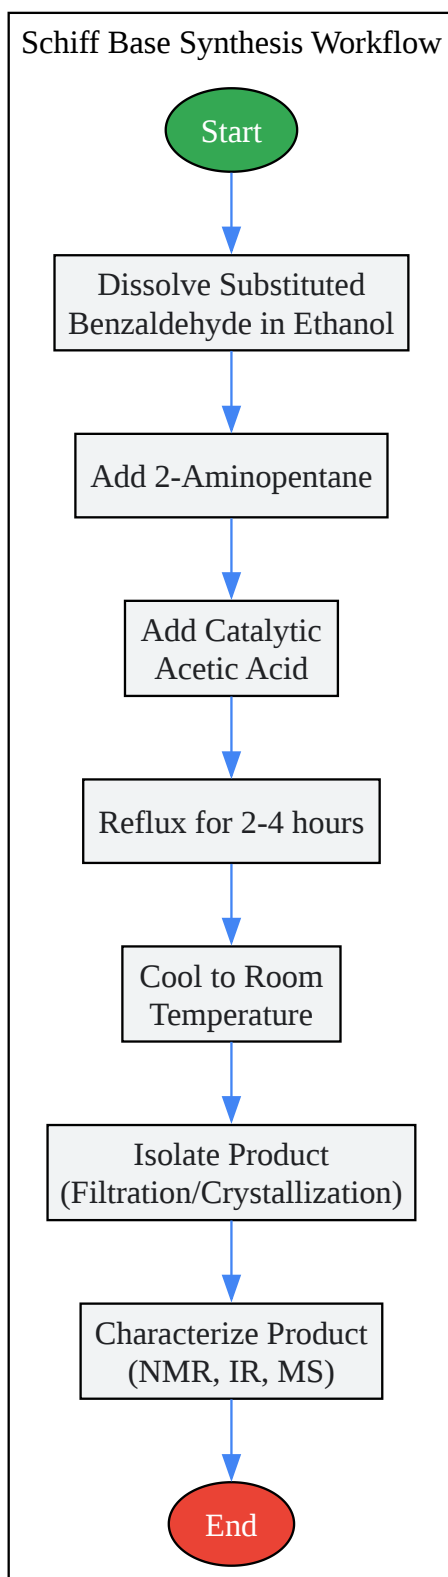 Schiff Base Synthesis Workflow
Start
Dissolve Substituted
Benzaldehyde in Ethanol
Add 2-Aminopentane
Add Catalytic
Acetic Acid
Reflux for 2-4 hours
Cool to Room
Temperature
Isolate Product
(Filtration/Crystallization)
Characterize Product
(NMR, IR, MS)
End